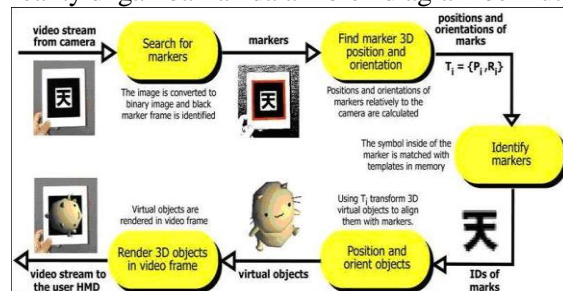 video stream
from camera
Search for
markers
The image is converted to
binary image and black
marker frame is identified
markers
Find marker 3D
position and
orientation
Positions and orientations of
markers relatively to the
camera are calculated
positions and
orientations of
marks
Tᵢ = {Pᵢ,Rᵢ}
天
天
The symbol inside of the
marker is matched with
templates in memory
Identify
markers
天
IDs of
marks
Using Tᵢ transform 3D
virtual objects to align
them with markers.
Position and
orient objects
virtual objects
Virtual objects are
rendered in video frame
Render 3D objects
in video frame
video stream to
the user HMD